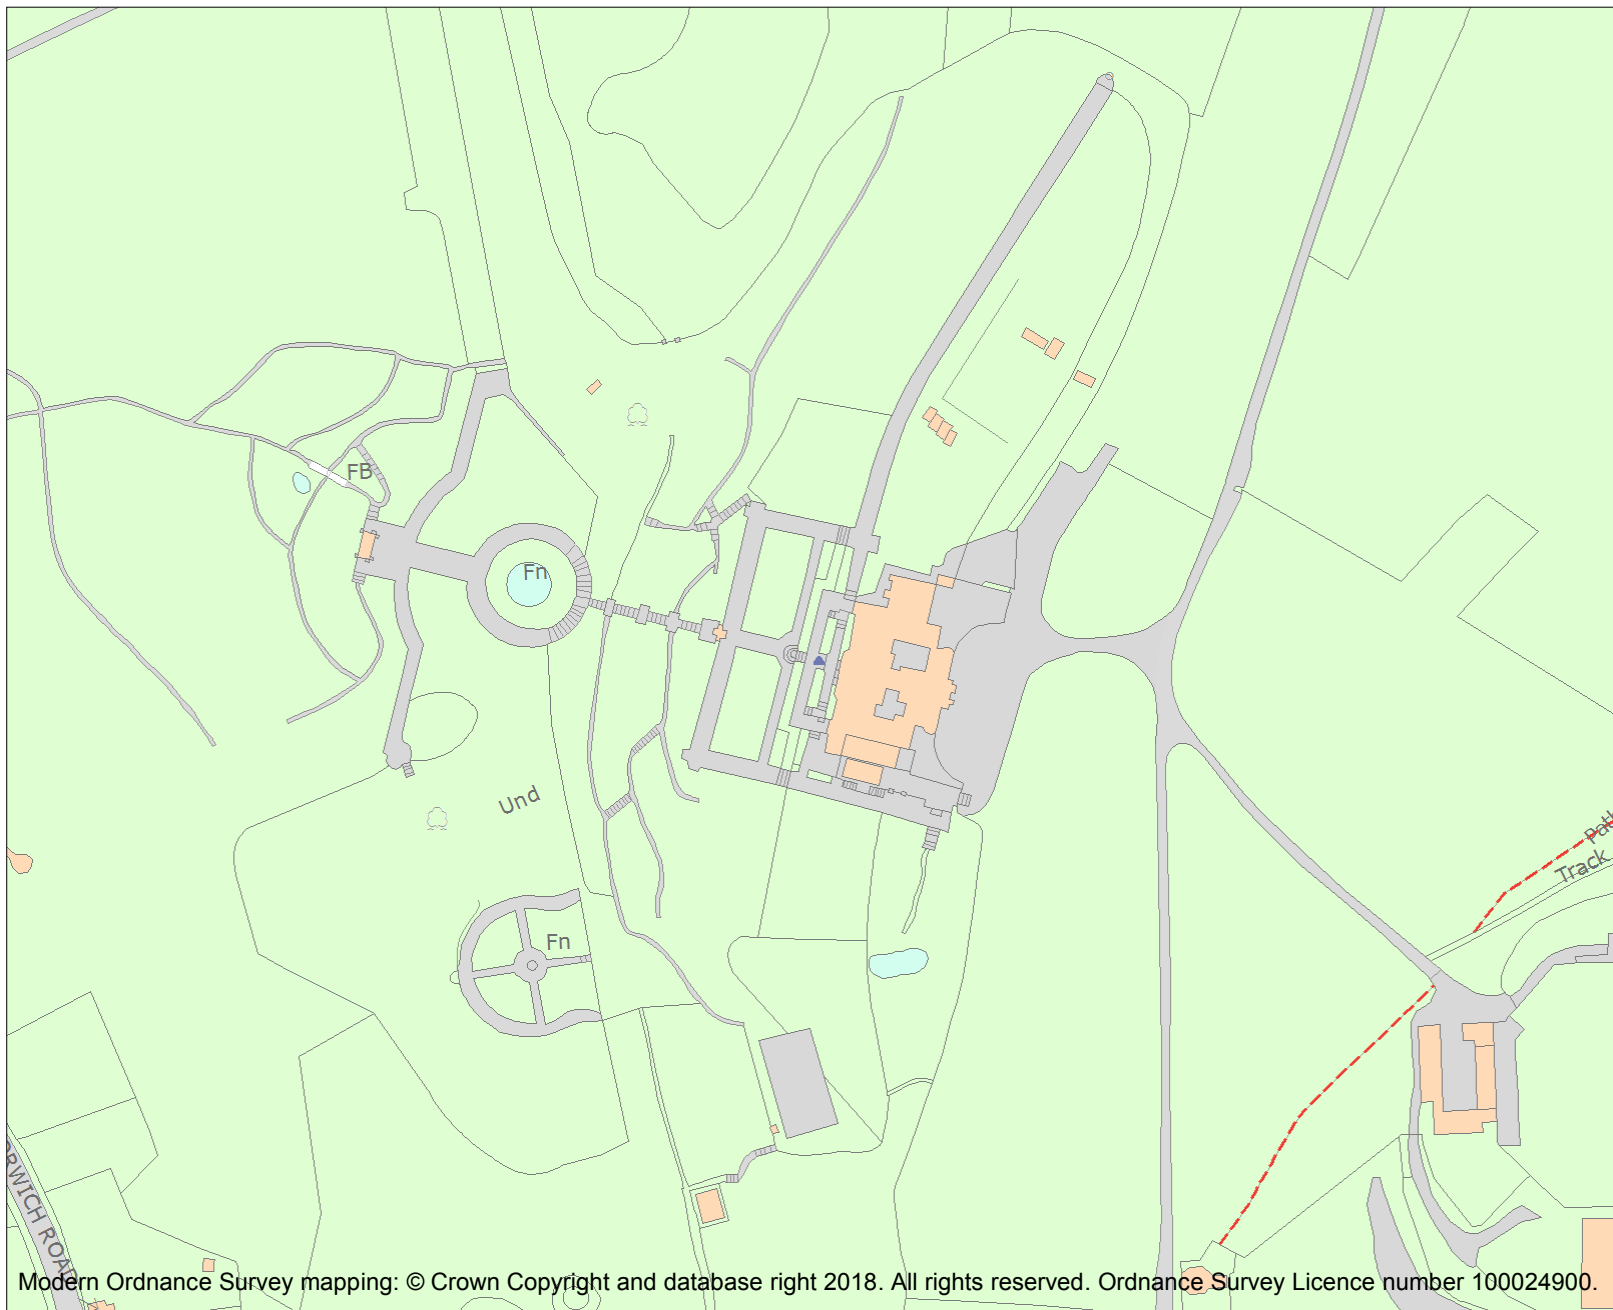 FB
Fn
Und
Path
Track
Fn
ORWICH ROAD
Modern Ordnance Survey mapping: © Crown Copyright and database right 2018. All rights reserved. Ordnance Survey Licence number 100024900.